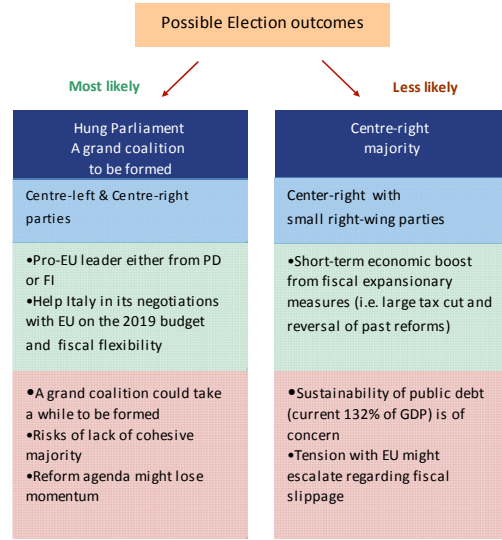 Possible Election outcomes
Most likely
Less likely
Hung Parliament
A grand coalition
to be formed
Centre-left & Centre-right
parties
•Pro-EU leader either from PD
or FI
•Help Italy in its negotiations
with EU on the 2019 budget
and fiscal flexibility
•A grand coalition could take
a while to be formed
•Risks of lack of cohesive
majority
•Reform agenda might lose
momentum
Centre-right
majority
Center-right with
small right-wing parties
•Short-term economic boost
from fiscal expansionary
measures (i.e. large tax cut and
reversal of past reforms)
•Sustainability of public debt
(current 132% of GDP) is of
concern
•Tension with EU might
escalate regarding fiscal
slippage